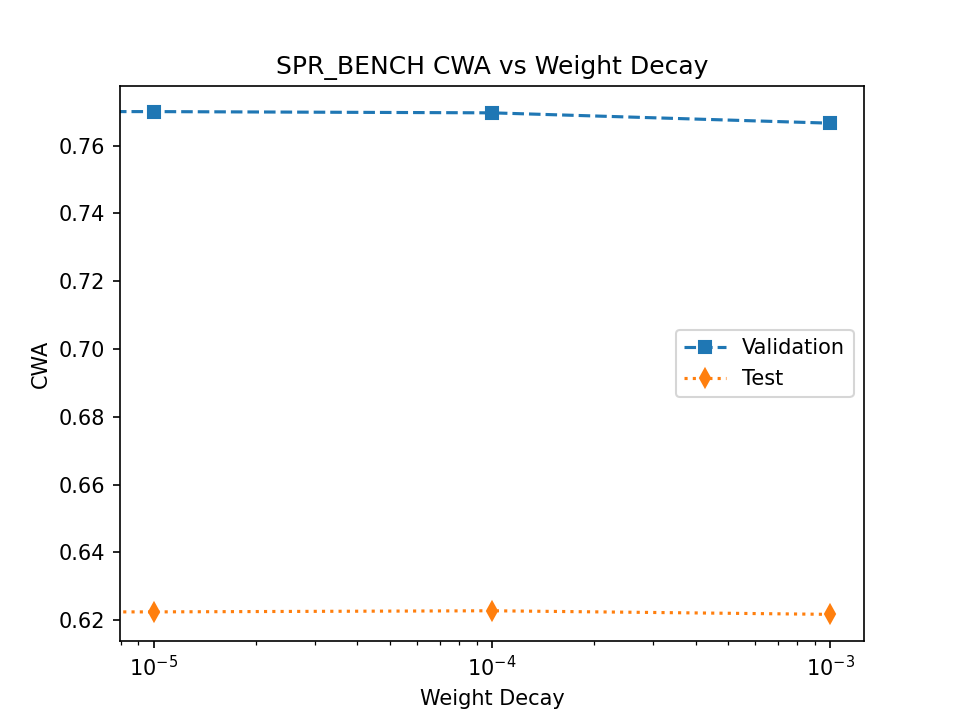 SPR_BENCH CWA vs Weight Decay
CWA
0.76
0.74
0.72
0.70
0.68
0.66
0.64
0.62
Validation
Test
10⁻⁵ 10⁻⁴ 10⁻³
Weight Decay